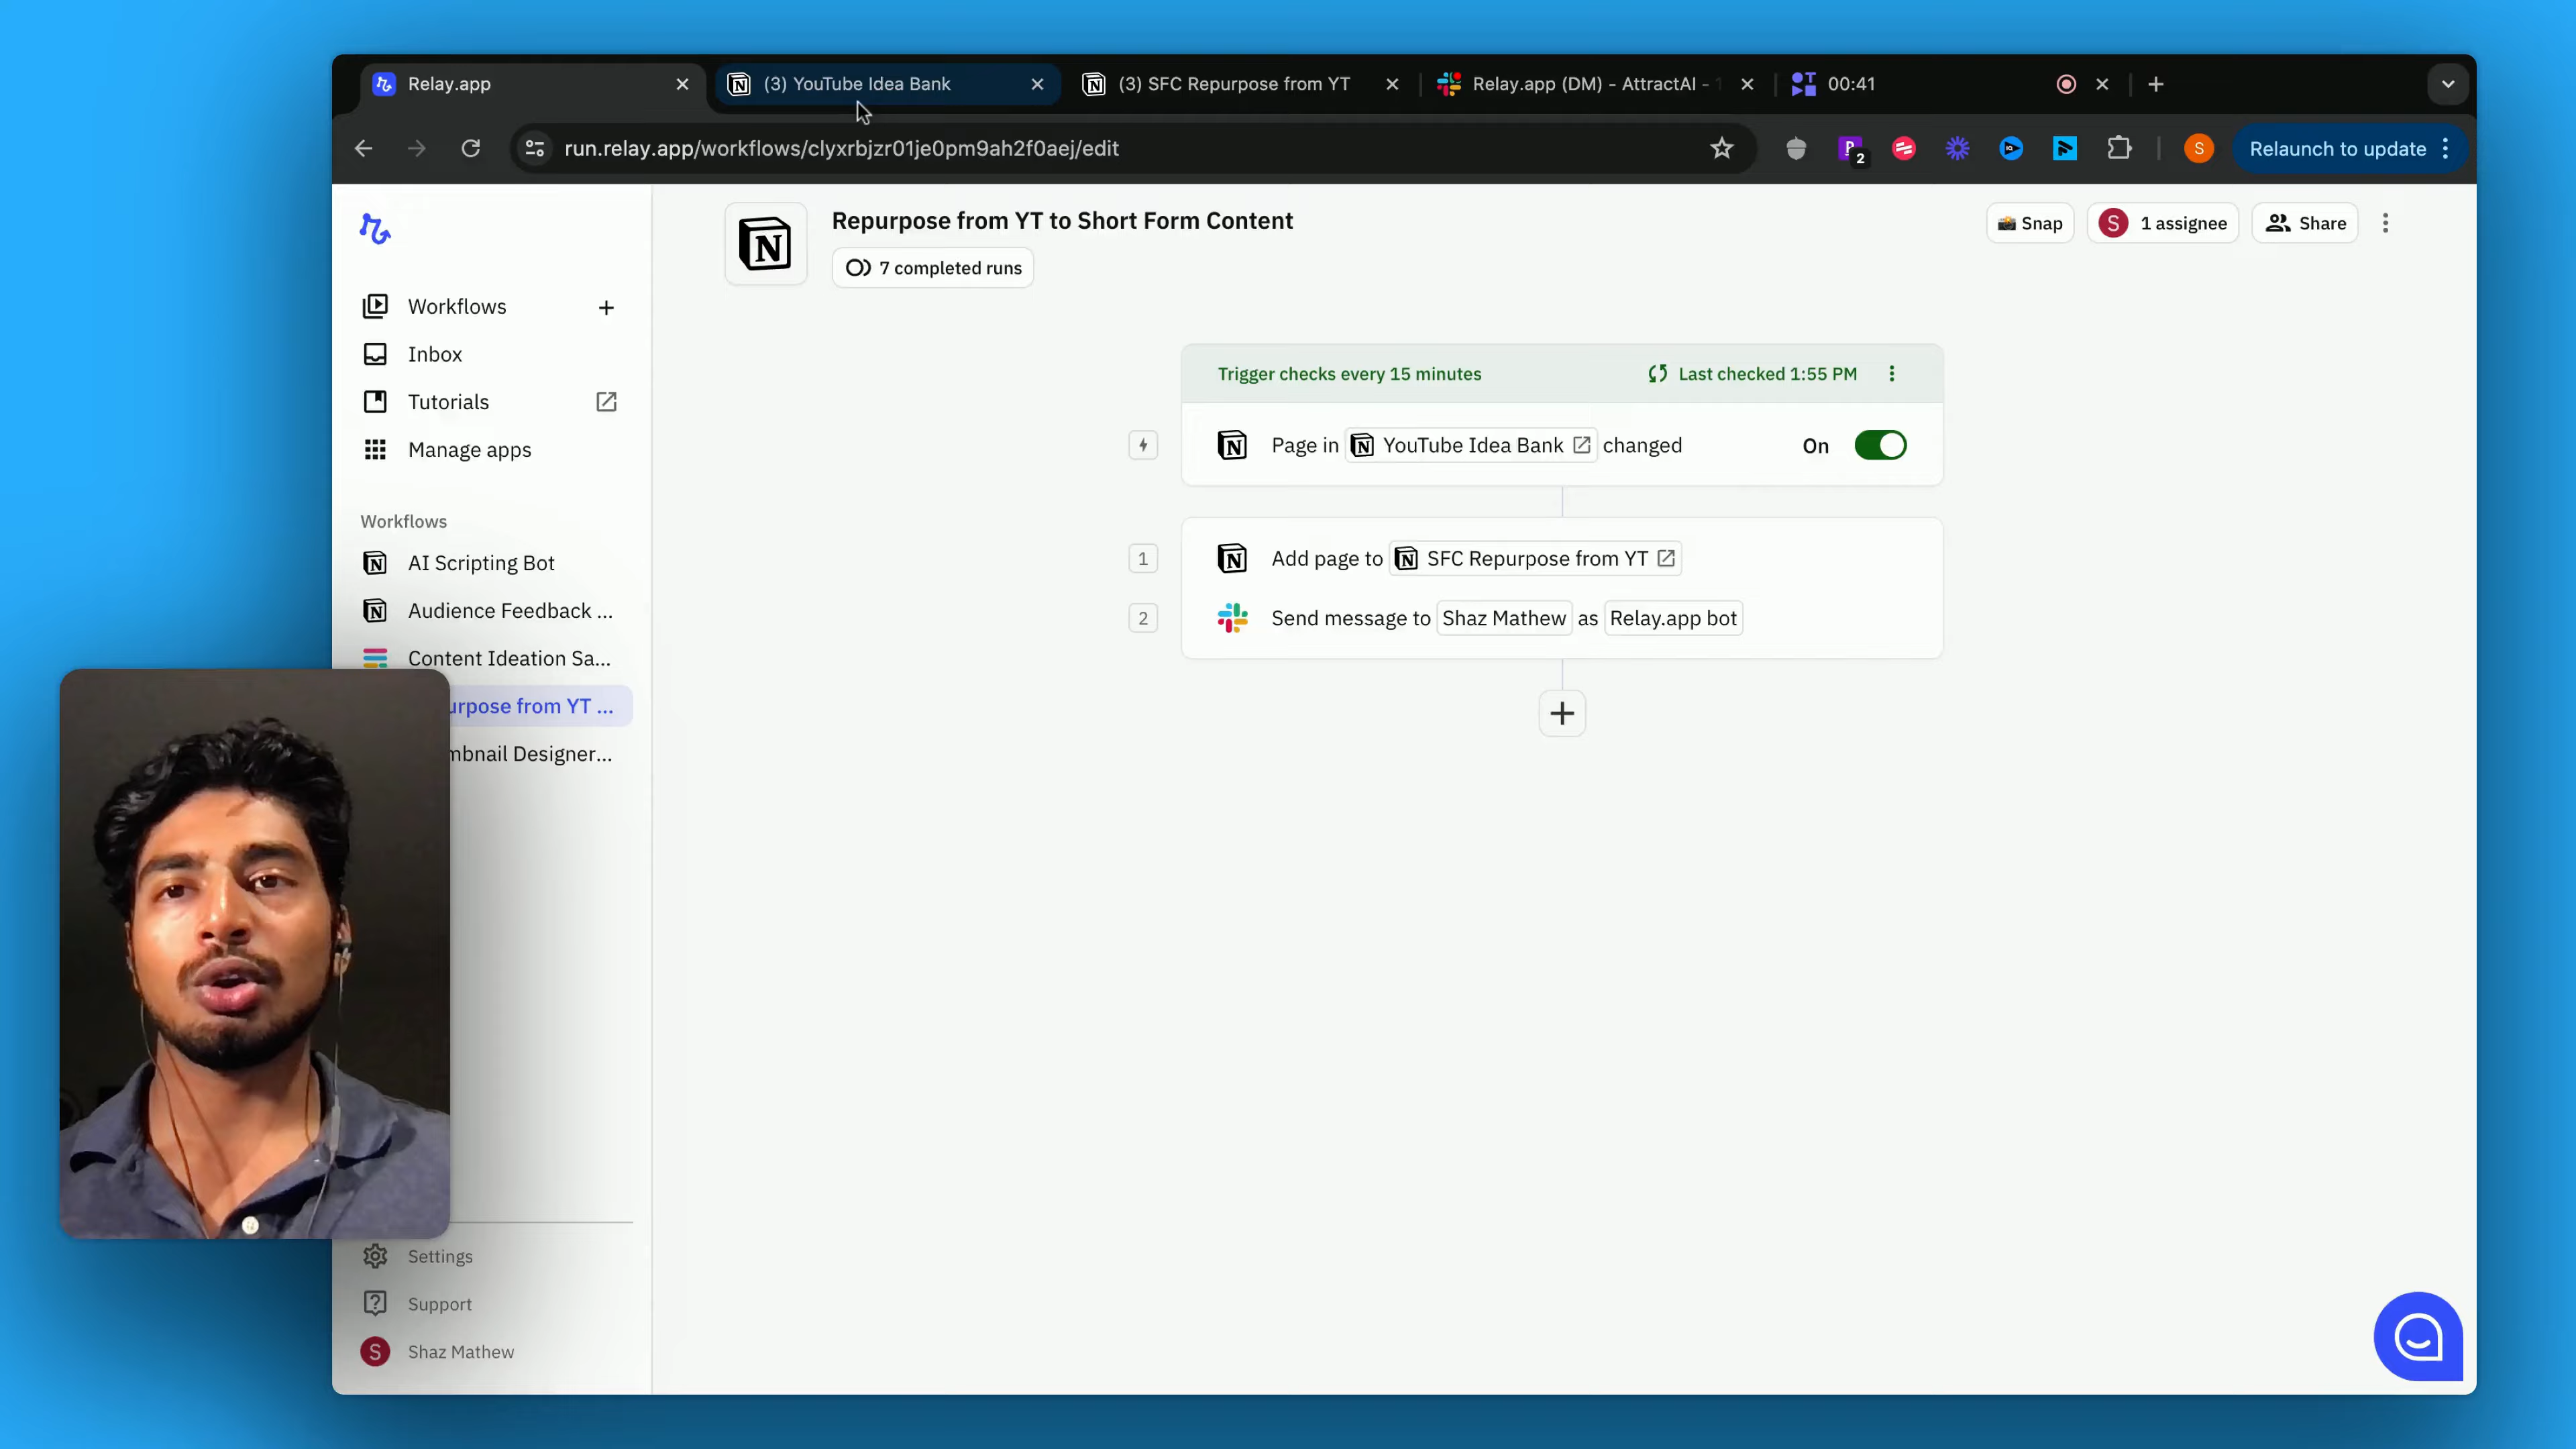 Relay.app
(3) YouTube Idea Bank
(3) SFC Repurpose from YT
Relay.app (DM) - AttractAI -
00:41
run.relay.app/workflows/clyxrbjzr01je0pm9ah2f0aej/edit
2
S
Relaunch to update
Repurpose from YT to Short Form Content
7 completed runs
Snap
S
1 assignee
Share
Workflows
Inbox
Tutorials
Manage apps
Workflows
AI Scripting Bot
Audience Feedback ...
Content Ideation Sa...
urpose from YT ...
mbnail Designer...
Settings
Support
S
Shaz Mathew
Trigger checks every 15 minutes
Last checked 1:55 PM
Page in YouTube Idea Bank changed
On
1
Add page to SFC Repurpose from YT
2
Send message to Shaz Mathew as Relay.app bot